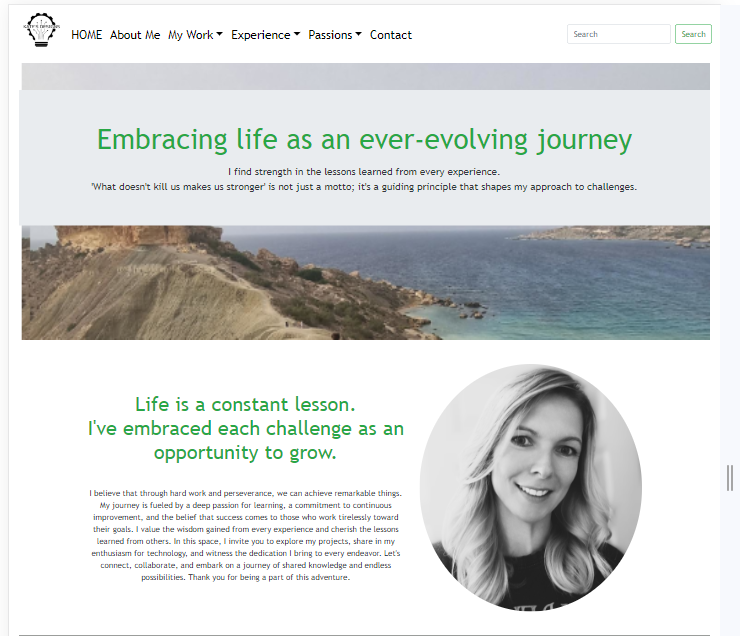 KATE'S DESIGNS
HOME About Me My Work Experience Passions Contact
Search Search
Embracing life as an ever-evolving journey
I find strength in the lessons learned from every experience.
'What doesn't kill us makes us stronger' is not just a motto; it's a guiding principle that shapes my approach to challenges.
Life is a constant lesson.
I've embraced each challenge as an
opportunity to grow.
I believe that through hard work and perseverance, we can achieve remarkable things.
My journey is fueled by a deep passion for learning, a commitment to continuous
improvement, and the belief that success comes to those who work tirelessly toward
their goals. I value the wisdom gained from every experience and cherish the lessons
learned from others. In this space, I invite you to explore my projects, share in my
enthusiasm for technology, and witness the dedication I bring to every endeavor. Let's
connect, collaborate, and embark on a journey of shared knowledge and endless
possibilities. Thank you for being a part of this adventure.